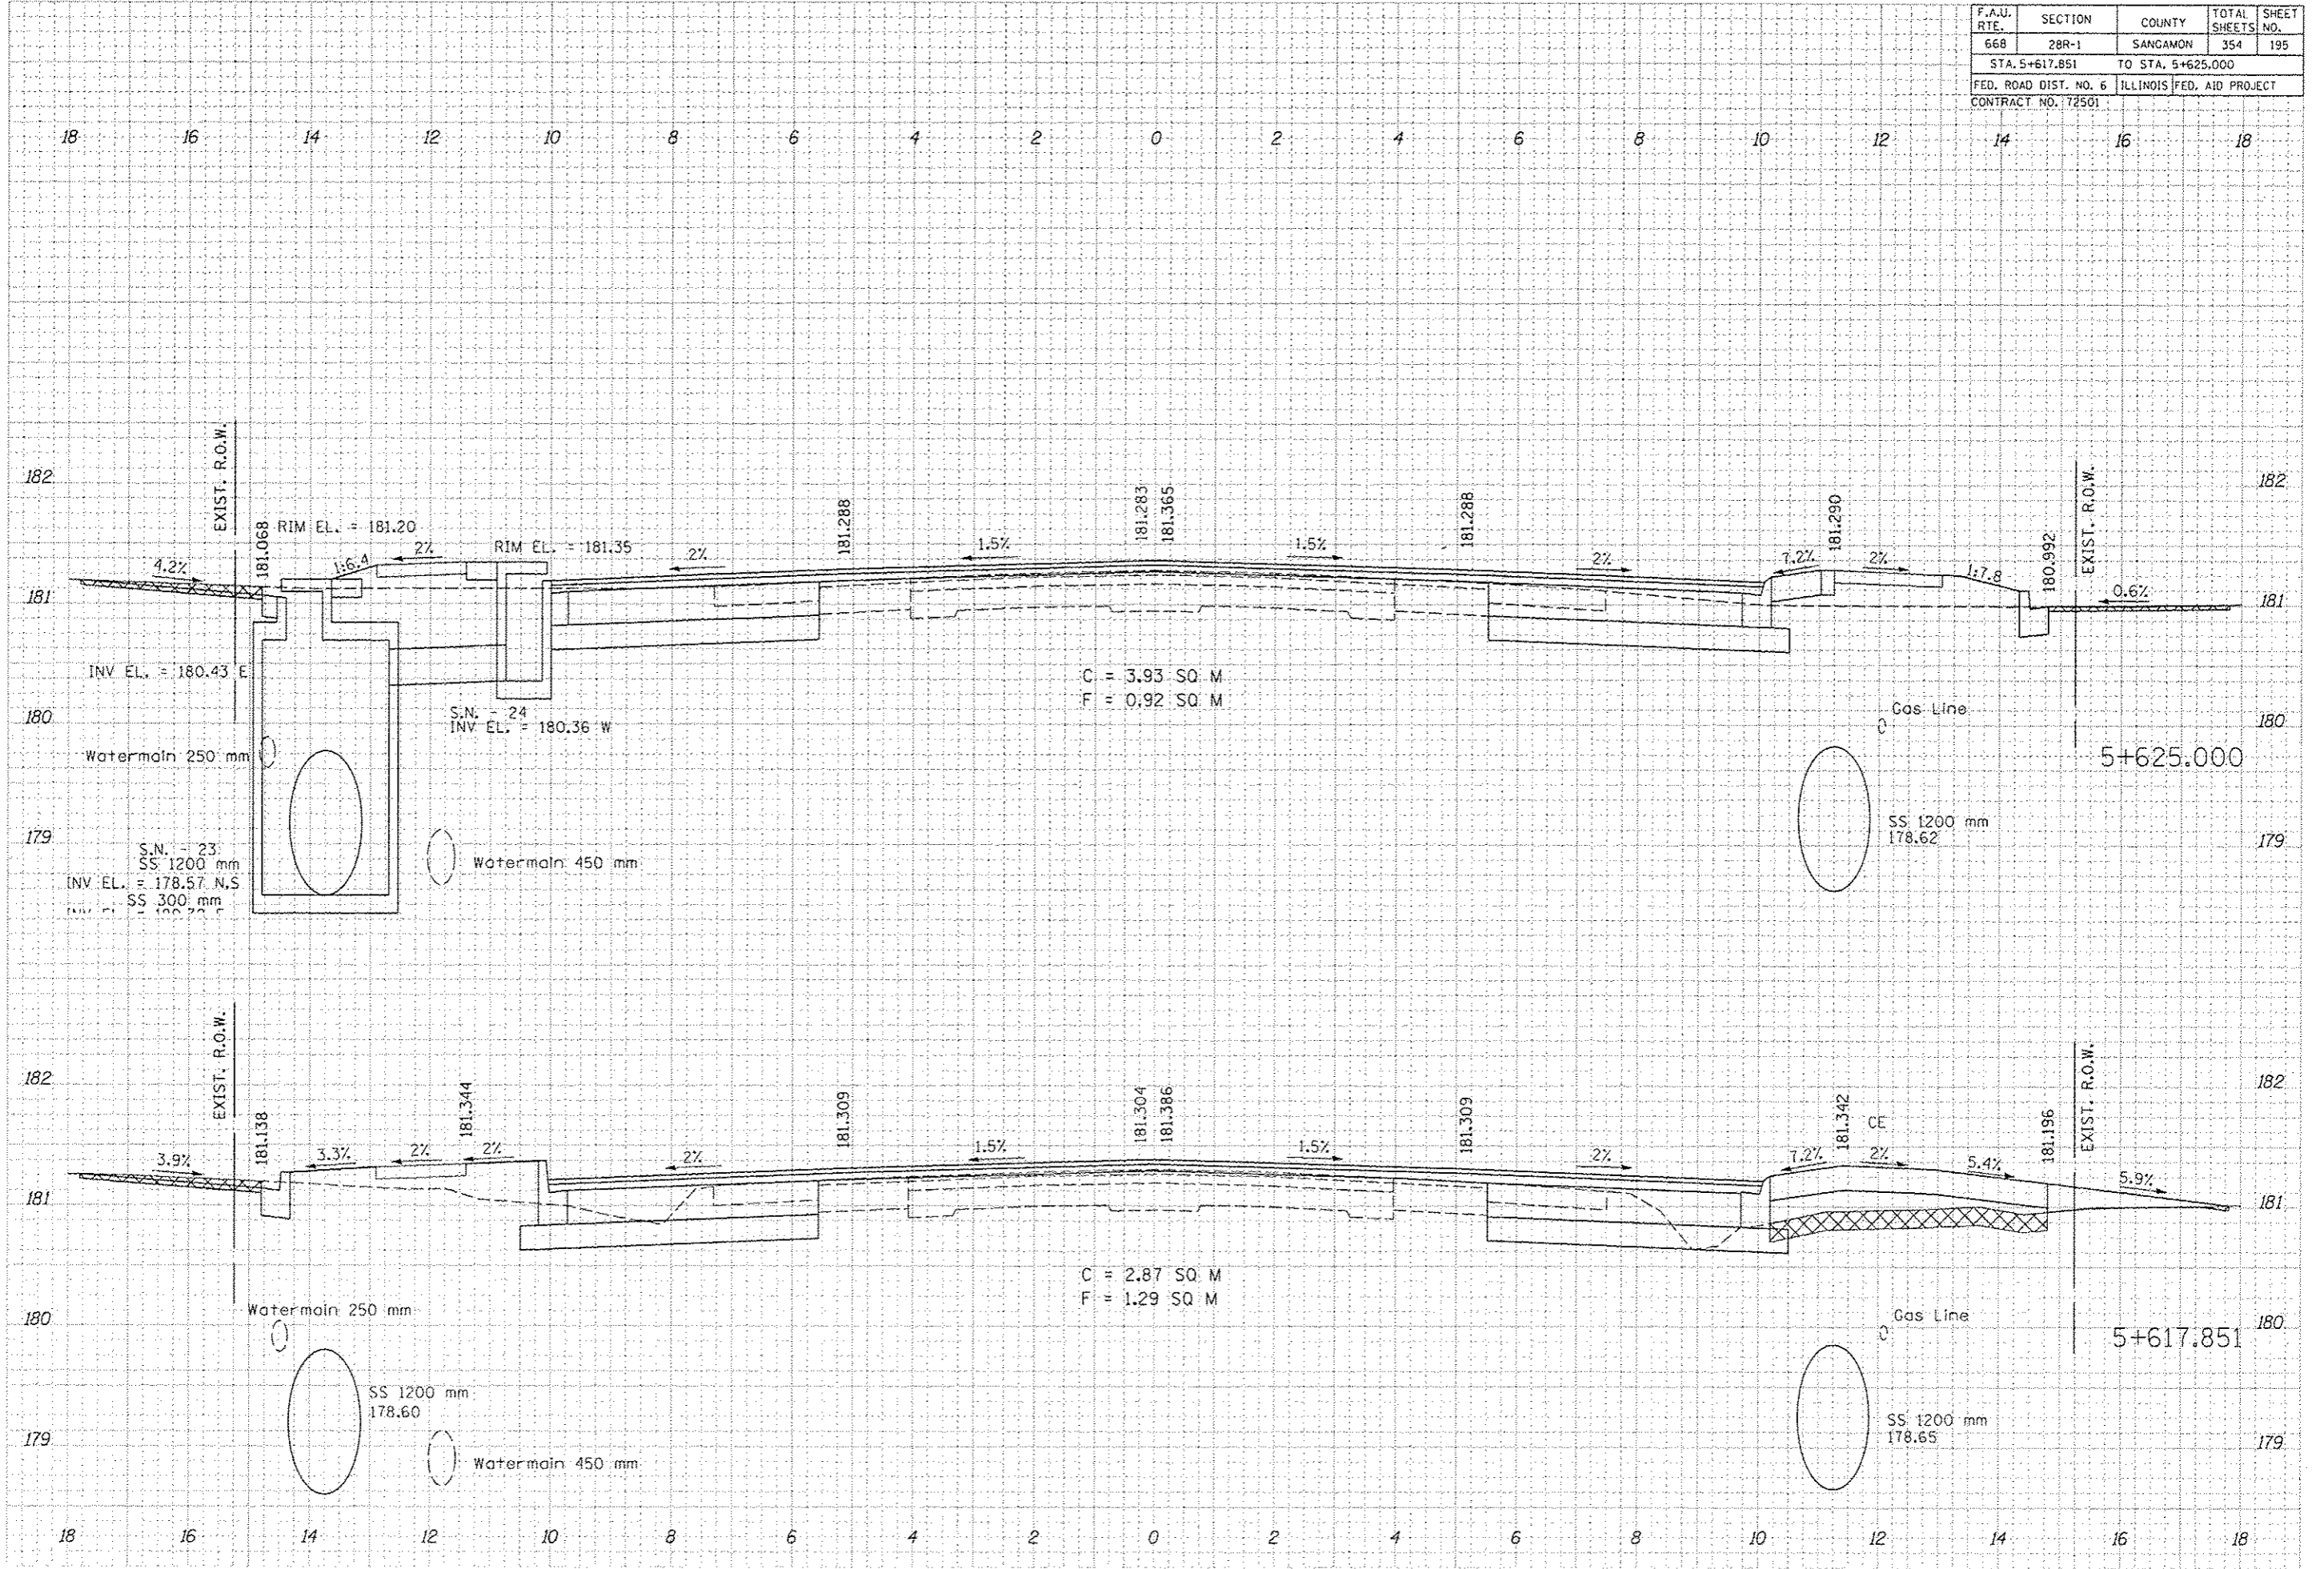 F.A.U. RTE. SECTION COUNTY TOTAL SHEETS SHEET NO.
668 28R-1 SANGAMON 354 195
STA. 5+617.851 TO STA. 5+625.000
FED. ROAD DIST. NO. 6 ILLINOIS FED. AID PROJECT
CONTRACT NO. 72501
18 16 14 12 10 8 6 4 2 0 2 4 6 8 10 12 14 16 18
182 182
181 181
180 180
179 179
EXIST. R.O.W.
181.068
RIM EL. = 181.20
RIM EL. = 181.35
181.288
181.283
181.365
181.288
181.290
180.992
EXIST. R.O.W.
4.2% 1:6.4 2% 2% 1.5% 1.5% 2% 7.2% 2% 1:7.8 0.6%
INV EL. = 180.43 E
C = 3.93 SQ M
F = 0.92 SQ M
S.N. - 24
INV EL. = 180.36 W
Gas Line
Watermain 250 mm
5+625.000
SS 1200 mm
178.62
S.N. - 23
SS 1200 mm
INV EL. = 178.57 N,S
SS 300 mm
Watermain 450 mm
182 182
181 181
180 180
179 179
EXIST. R.O.W.
181.138
181.344
181.309
181.304
181.386
181.309
181.342
CE
181.196
EXIST. R.O.W.
3.9% 3.3% 2% 2% 2% 1.5% 1.5% 2% 7.2% 2% 5.4% 5.9%
C = 2.87 SQ M
F = 1.29 SQ M
Watermain 250 mm
Gas Line
5+617.851
SS 1200 mm
178.60
SS 1200 mm
178.65
Watermain 450 mm
18 16 14 12 10 8 6 4 2 0 2 4 6 8 10 12 14 16 18